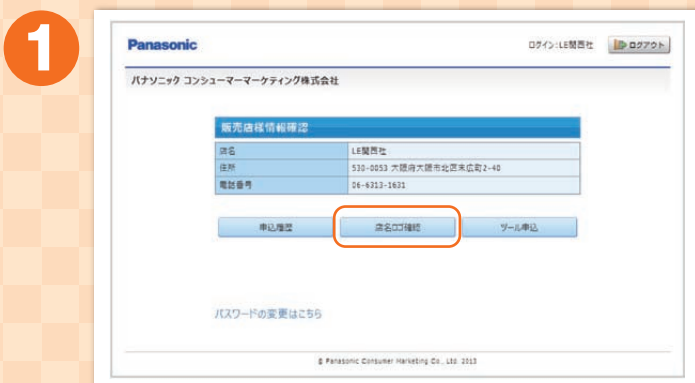 1
Panasonic
ログイン:LE関西社 ログアウト
パナソニック コンシューマーマーケティング株式会社
販売店様情報確認
店名 LE関西社
住所 530-0053 大阪府大阪市北区末広町2-40
電話番号 06-6313-1631
申込履歴 店名ロゴ確認 ツール申込
パスワードの変更はこちら
© Panasonic Consumer Marketing Co., Ltd. 2013